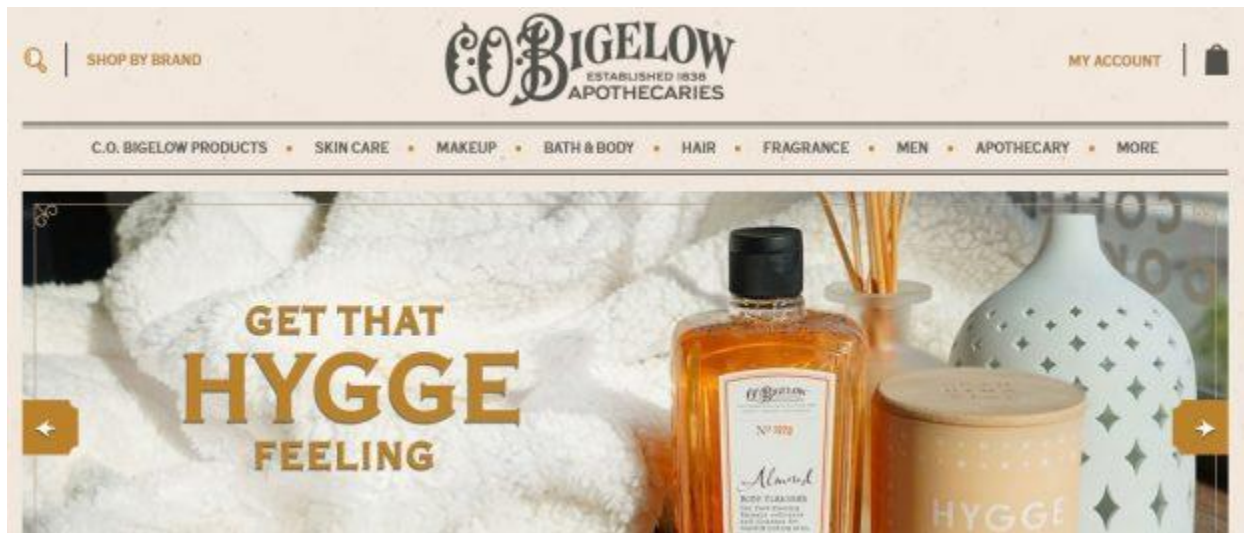 SHOP BY BRAND
C.O. BIGELOW
ESTABLISHED 1838
APOTHECARIES
MY ACCOUNT
C.O. BIGELOW PRODUCTS • SKIN CARE • MAKEUP • BATH & BODY • HAIR • FRAGRANCE • MEN • APOTHECARY • MORE
GET THAT
HYGGE
FEELING
C.O. BIGELOW
Almond
BODY CLEANSER
HYGGE